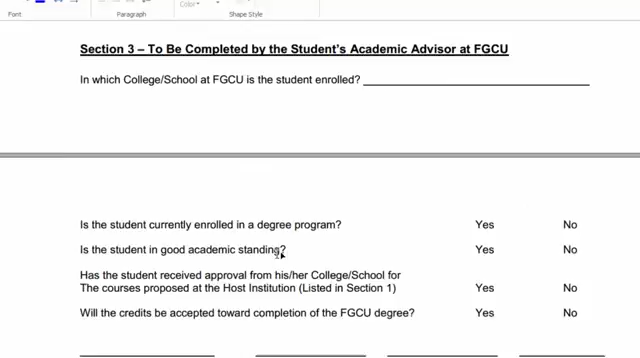 Color
Font
Paragraph
Shape Style
Section 3 – To Be Completed by the Student's Academic Advisor at FGCU
In which College/School at FGCU is the student enrolled?
Is the student currently enrolled in a degree program? Yes No
Is the student in good academic standing? Yes No
Has the student received approval from his/her College/School for
The courses proposed at the Host Institution (Listed in Section 1) Yes No
Will the credits be accepted toward completion of the FGCU degree? Yes No